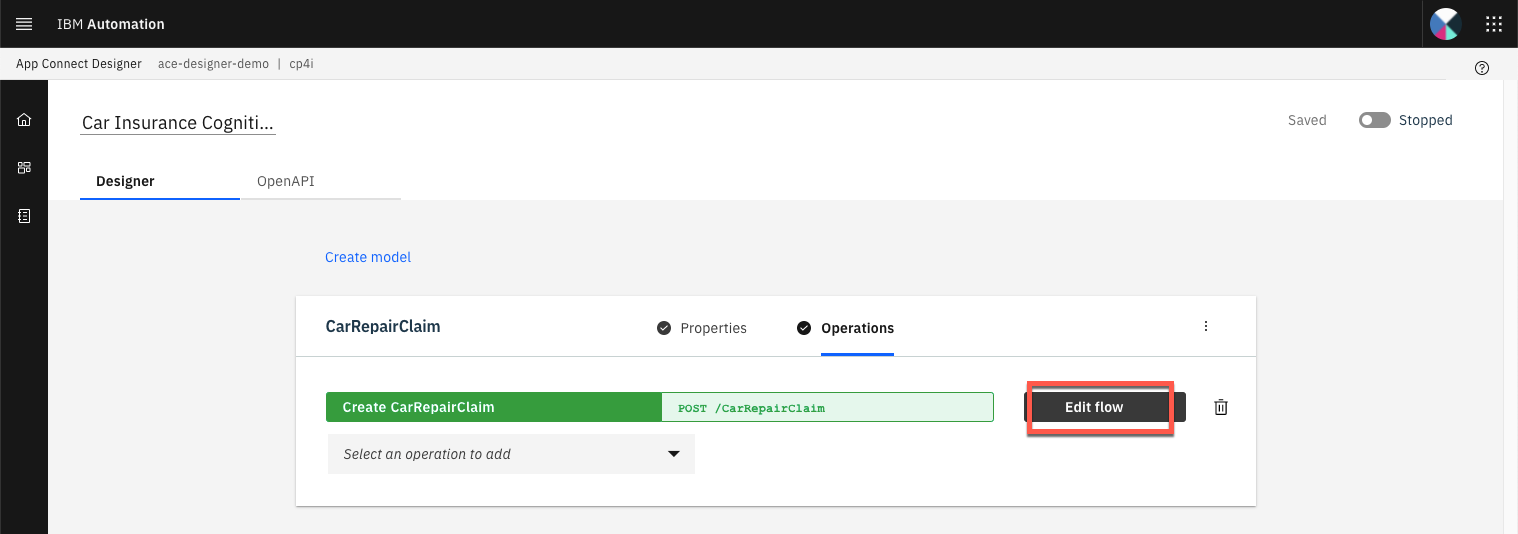 IBM Automation
App Connect Designer ace-designer-demo | cp4i
Car Insurance Cogniti...
Saved Stopped
Designer OpenAPI
Create model
CarRepairClaim Properties Operations
Create CarRepairClaim POST /CarRepairClaim Edit flow
Select an operation to add